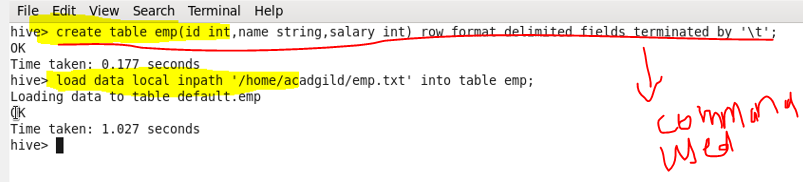 File Edit View Search Terminal Help
hive> create table emp(id int,name string,salary int) row format delimited fields terminated by '\t';
OK
Time taken: 0.177 seconds
hive> load data local inpath '/home/acadgild/emp.txt' into table emp;
Loading data to table default.emp
OK
Time taken: 1.027 seconds
hive>
command
used